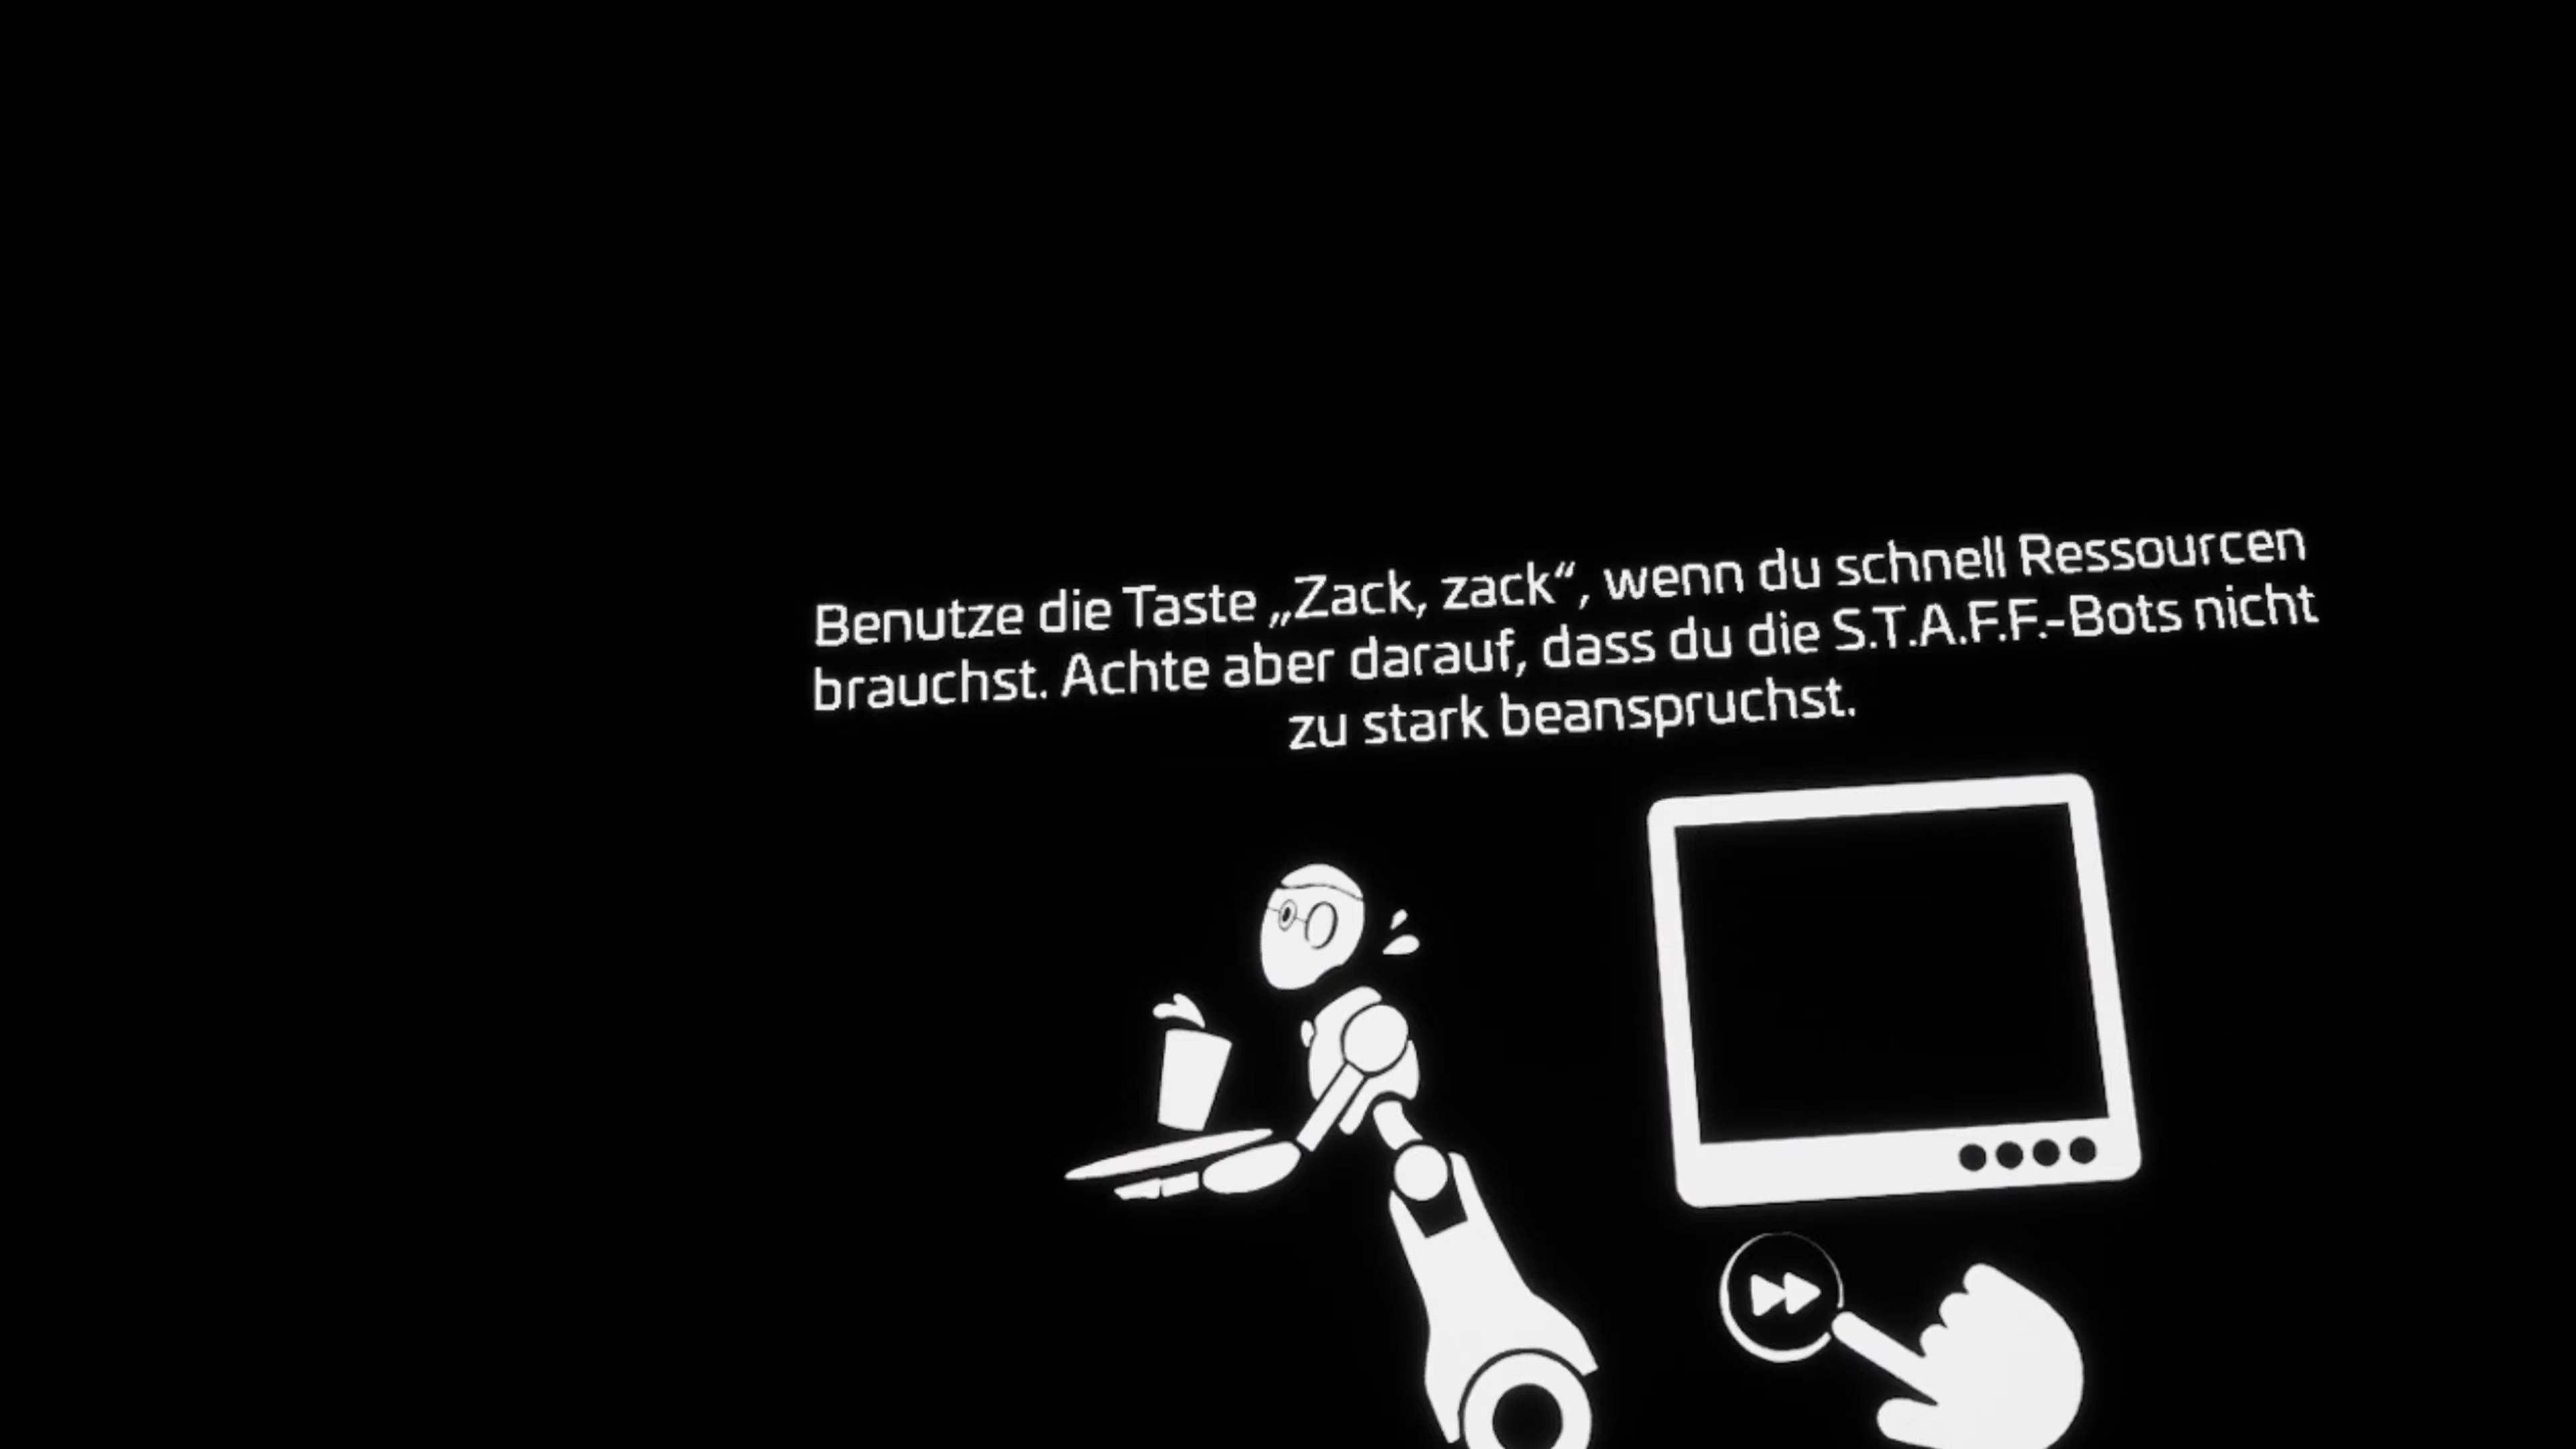 Benutze die Taste „Zack, zack“, wenn du schnell Ressourcen
brauchst. Achte aber darauf, dass du die S.T.A.F.F.-Bots nicht
zu stark beanspruchst.